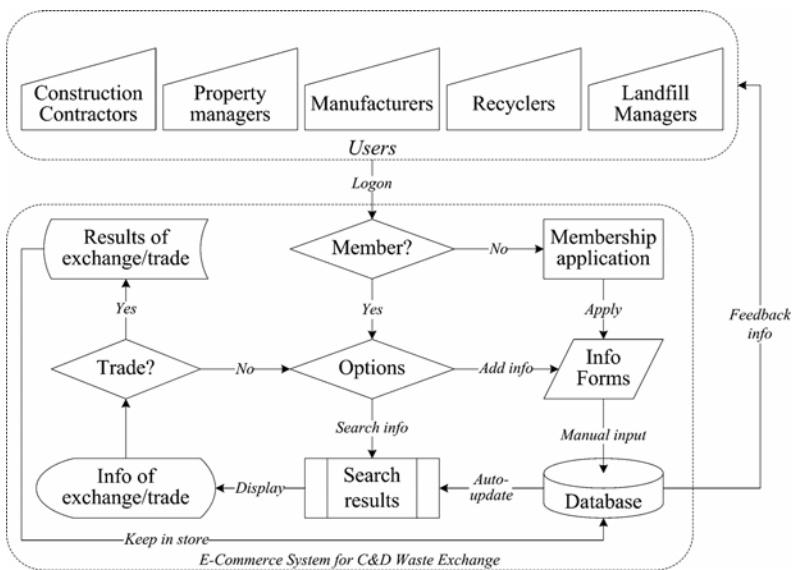 Construction
Contractors
Property
managers
Manufacturers
Recyclers
Landfill
Managers
Users
Logon
Results of
exchange/trade
Member?
No
Membership
application
Yes
Yes
Apply
Feedback
info
Trade?
No
Options
Add info
Info
Forms
Search info
Manual input
Info of
exchange/trade
Display
Search
results
Auto-
update
Database
Keep in store
E-Commerce System for C&D Waste Exchange